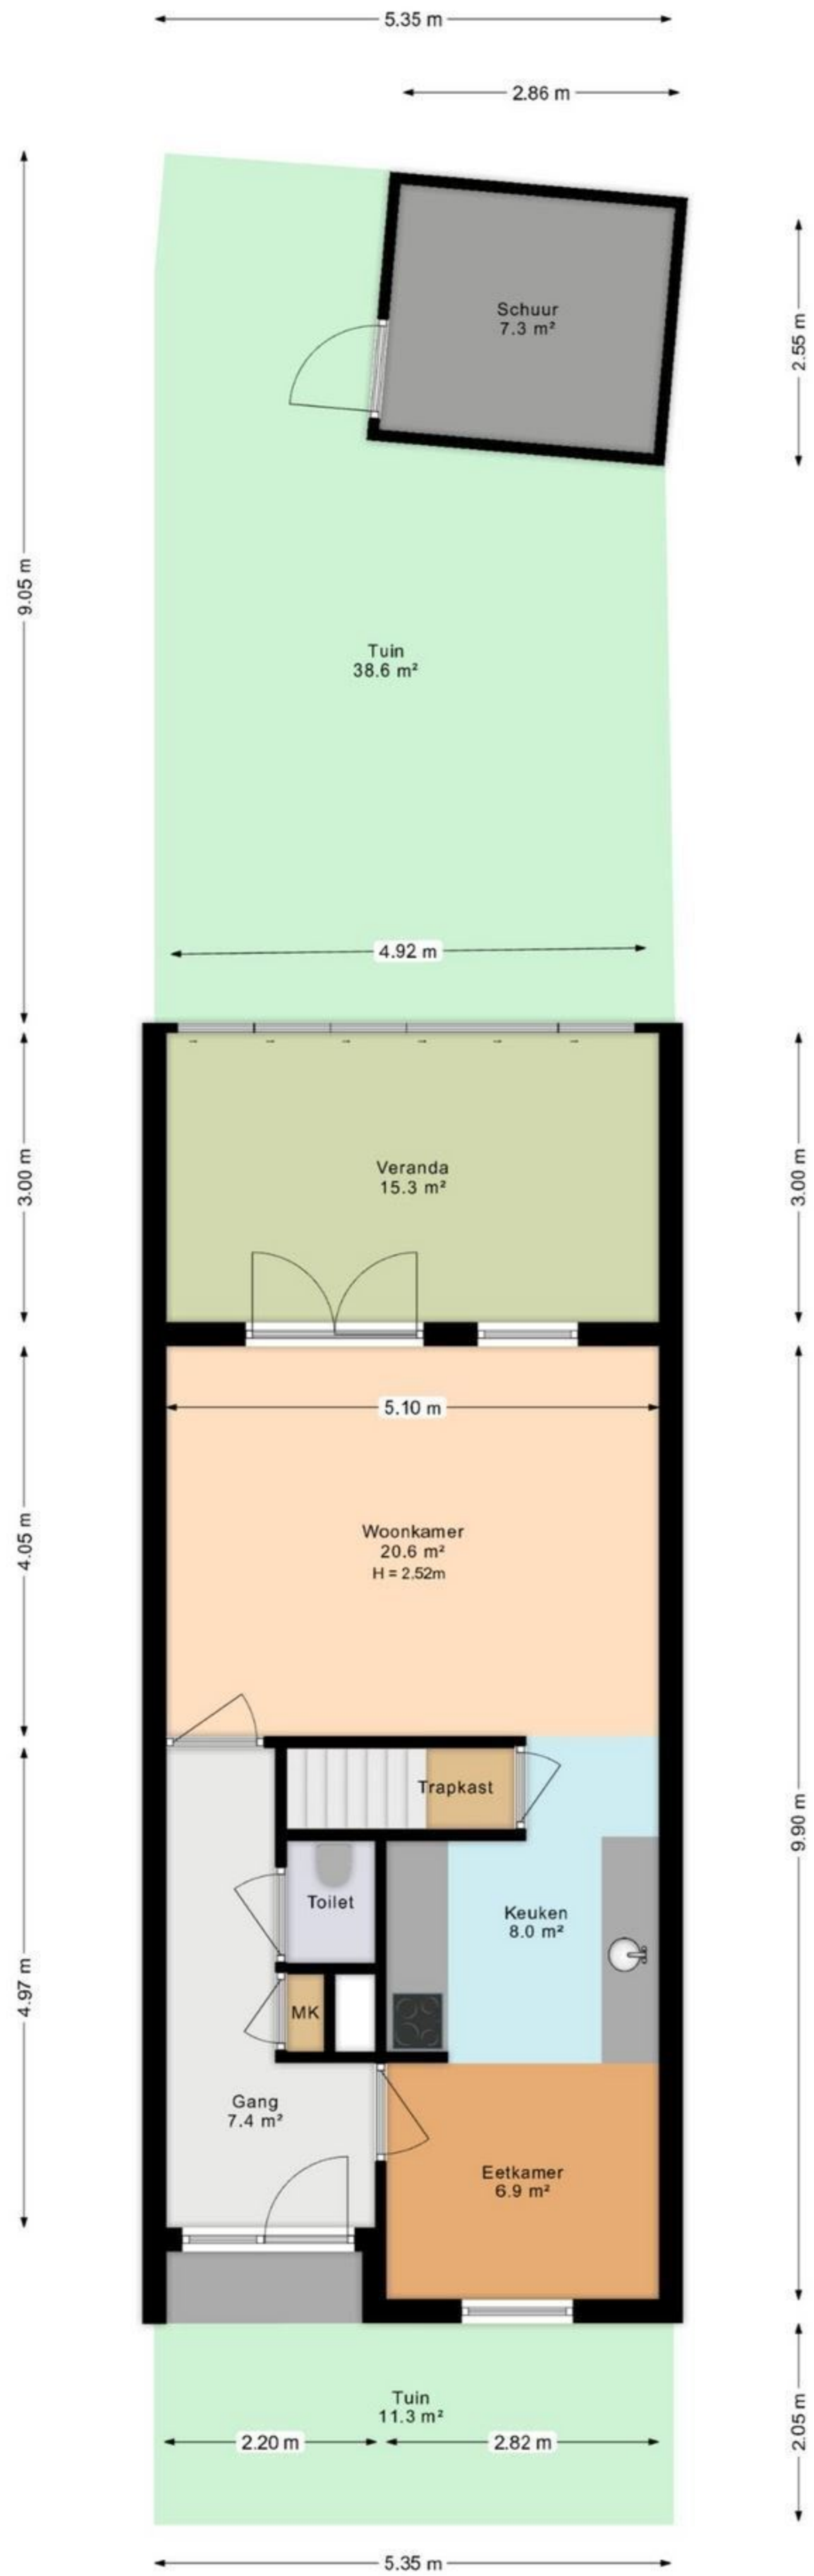 5.35 m
2.86 m
Schuur
7.3 m²
2.55 m
9.05 m
Tuin
38.6 m²
4.92 m
3.00 m
Veranda
15.3 m²
3.00 m
5.10 m
4.05 m
Woonkamer
20.6 m²
H = 2.52m
Trapkast
9.90 m
Toilet
Keuken
8.0 m²
4.97 m
MK
Gang
7.4 m²
Eetkamer
6.9 m²
Tuin
11.3 m²
2.05 m
2.20 m
2.82 m
5.35 m